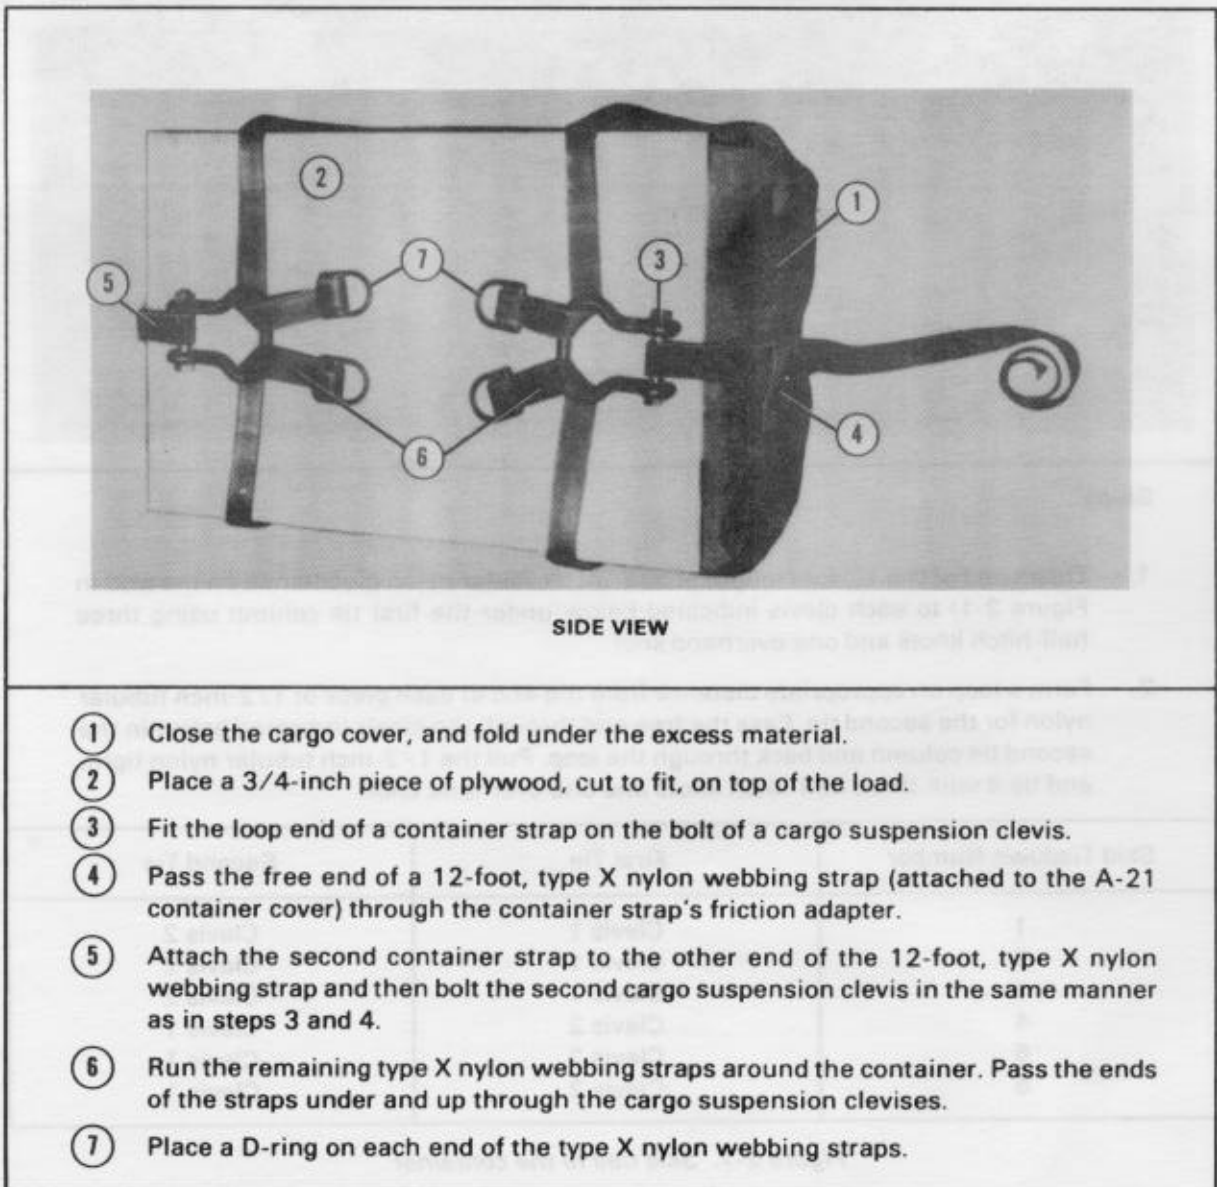 2
1
7
3
5
4
6
SIDE VIEW
1 Close the cargo cover, and fold under the excess material.
2 Place a 3/4-inch piece of plywood, cut to fit, on top of the load.
3 Fit the loop end of a container strap on the bolt of a cargo suspension clevis.
4 Pass the free end of a 12-foot, type X nylon webbing strap (attached to the A-21
container cover) through the container strap's friction adapter.
5 Attach the second container strap to the other end of the 12-foot, type X nylon
webbing strap and then bolt the second cargo suspension clevis in the same manner
as in steps 3 and 4.
6 Run the remaining type X nylon webbing straps around the container. Pass the ends
of the straps under and up through the cargo suspension clevises.
7 Place a D-ring on each end of the type X nylon webbing straps.